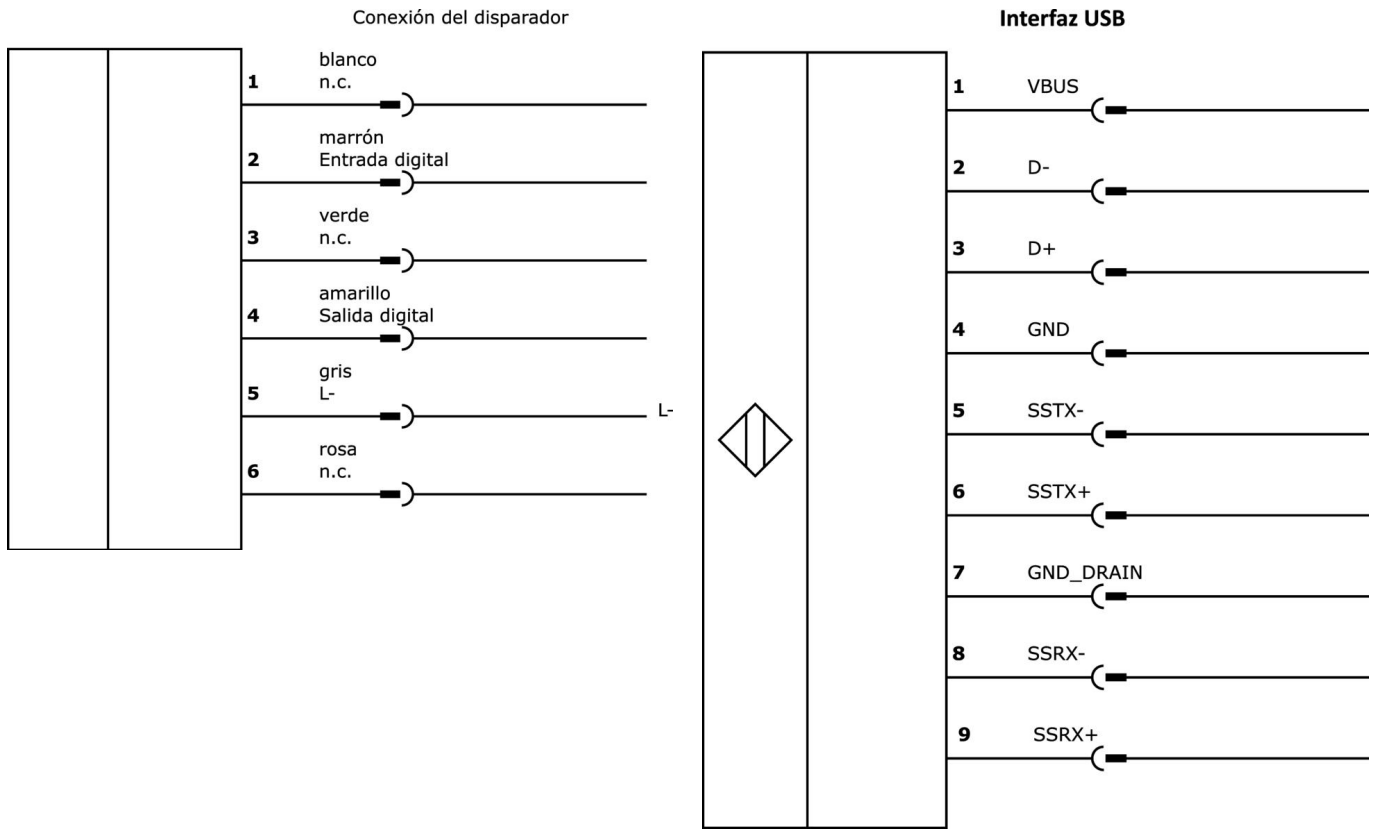 Conexión del disparador
blanco
1 n.c.
marrón
2 Entrada digital
verde
3 n.c.
amarillo
4 Salida digital
gris
5 L-
L-
rosa
6 n.c.
Interfaz USB
1 VBUS
2 D-
3 D+
4 GND
5 SSTX-
6 SSTX+
7 GND_DRAIN
8 SSRX-
9 SSRX+